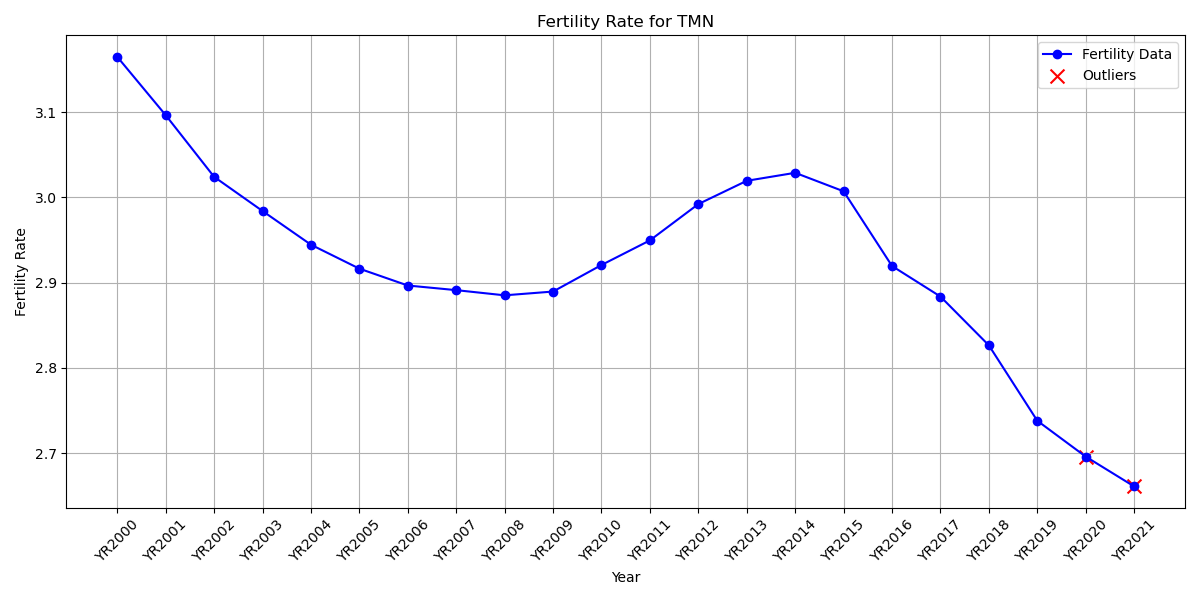 Fertility Rate for TMN
Fertility Data
Outliers
Fertility Rate
3.1
3.0
2.9
2.8
2.7
YR2000
YR2001
YR2002
YR2003
YR2004
YR2005
YR2006
YR2007
YR2008
YR2009
YR2010
YR2011
YR2012
YR2013
YR2014
YR2015
YR2016
YR2017
YR2018
YR2019
YR2020
YR2021
Year